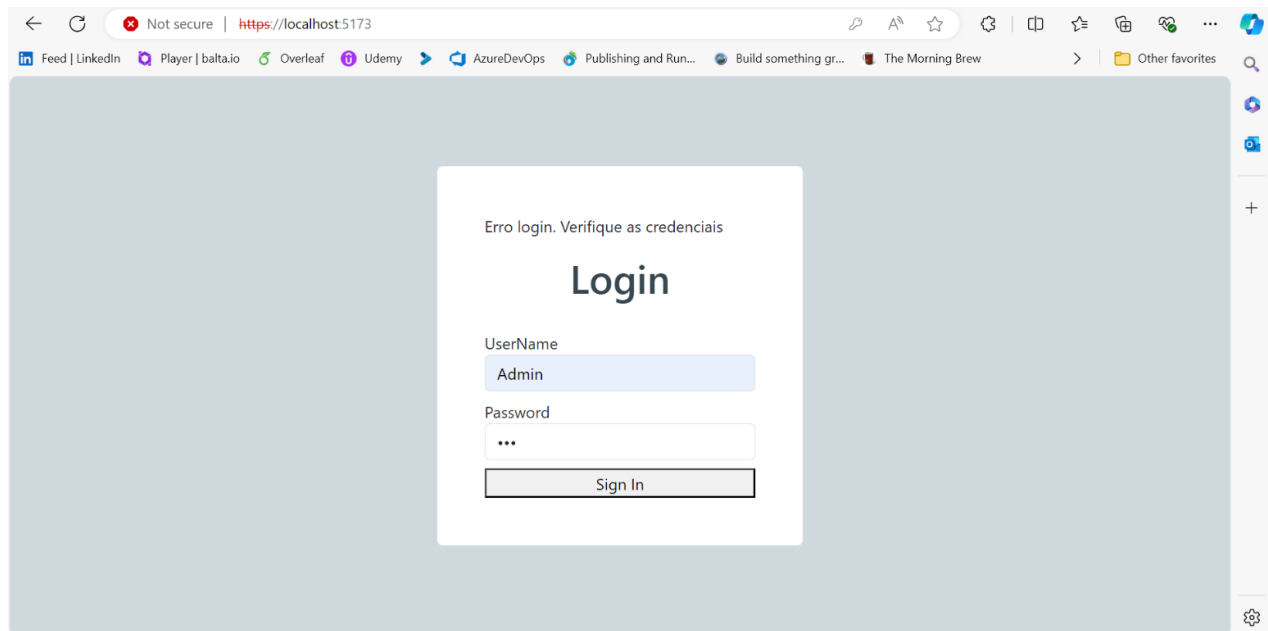 Not secure | https://localhost:5173
Feed | LinkedIn Player | balta.io Overleaf Udemy AzureDevOps Publishing and Run... Build something gr... The Morning Brew Other favorites
Erro login. Verifique as credenciais
Login
UserName
Admin
Password
•••
Sign In